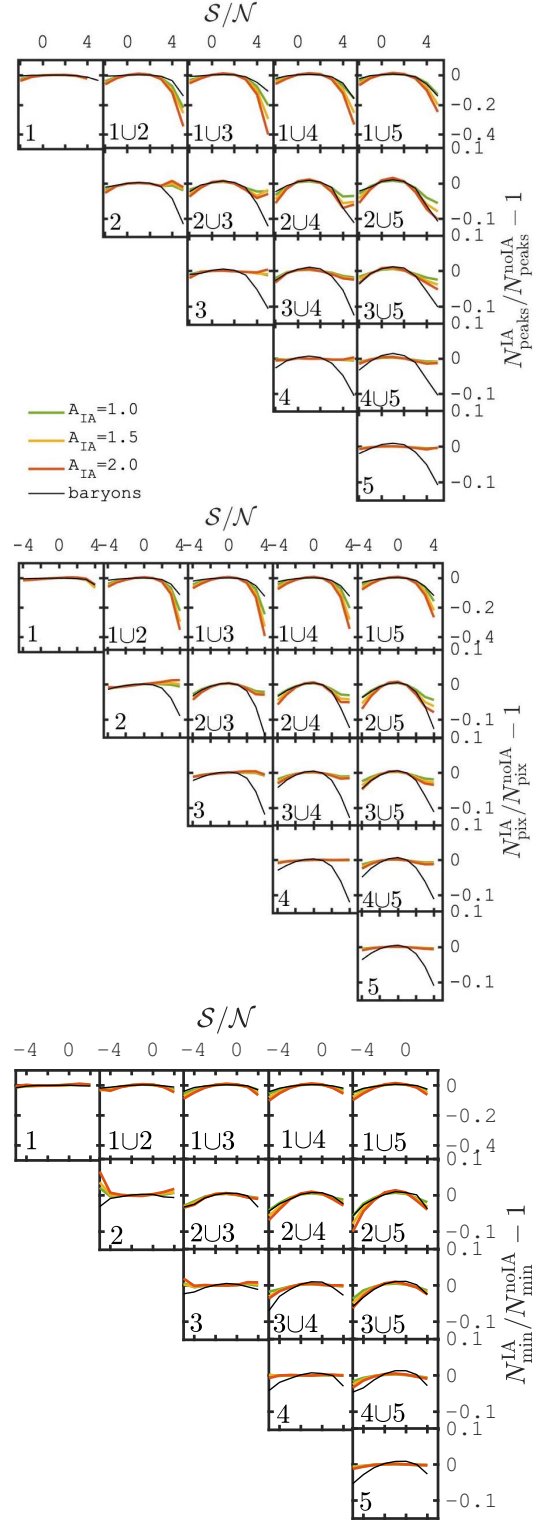 S/N
0 4 0 4 0 4 0 4 0 4
1 1∪2 1∪3 1∪4 1∪5
0
−0.2
−0.4
0.1
2 2∪3 2∪4 2∪5
0
−0.1
0.1
3 3∪4 3∪5
0
−0.1
0.1
4 4∪5
0
−0.1
0.1
5
0
−0.1
N^IA_peaks/N^noIA_peaks − 1
A_IA=1.0
A_IA=1.5
A_IA=2.0
baryons
S/N
−4 0 4 −4 0 4 −4 0 4 −4 0 4 −4 0 4
1 1∪2 1∪3 1∪4 1∪5
0
−0.2
−0.4
0.1
2 2∪3 2∪4 2∪5
0
−0.1
0.1
3 3∪4 3∪5
0
−0.1
0.1
4 4∪5
0
−0.1
0.1
5
0
−0.1
N^IA_pix/N^noIA_pix − 1
S/N
−4 0 −4 0 −4 0 −4 0 −4 0
1 1∪2 1∪3 1∪4 1∪5
0
−0.2
−0.4
0.1
2 2∪3 2∪4 2∪5
0
−0.1
0.1
3 3∪4 3∪5
0
−0.1
0.1
4 4∪5
0
−0.1
0.1
5
0
−0.1
N^IA_min/N^noIA_min − 1